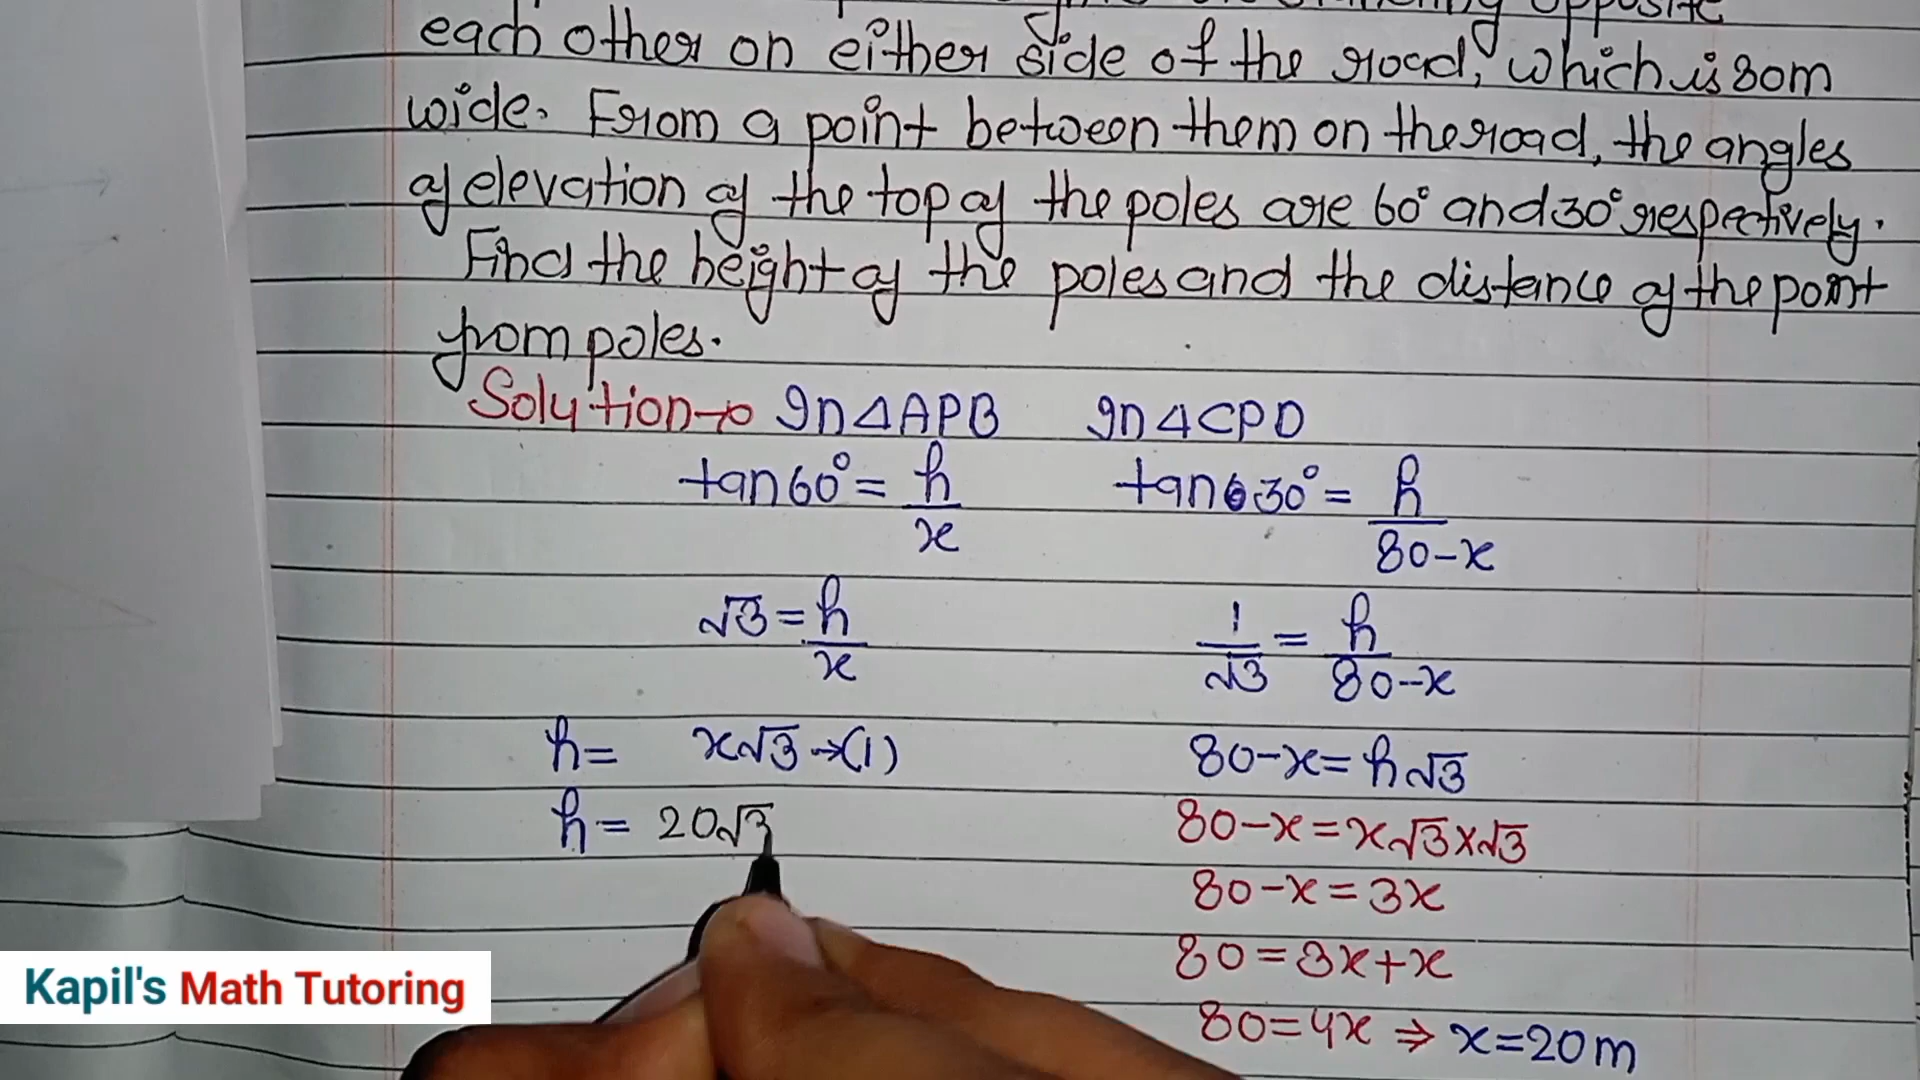 standing opposite
each other on either side of the road, which is 80m
wide. From a point between them on the road, the angles
of elevation of the top of the poles are 60° and 30° respectively.
Find the height of the poles and the distance of the point
from poles.
Solution→ In △APB In △CPD
tan60° = h/x tan 30° = h/80-x
√3 = h/x 1/√3 = h/80-x
h = x√3 →(1) 80-x = h√3
h = 20√3 80-x = x√3×√3
80-x = 3x
80 = 3x+x
80 = 4x ⇒ x = 20m
Kapil's Math Tutoring